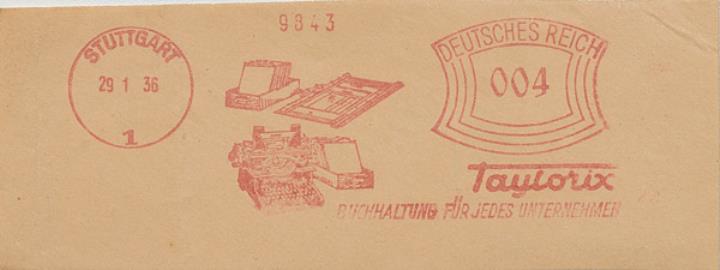 9843
STUTTGART
29 1 36
1
DEUTSCHES REICH
004
Taylorix
BUCHHALTUNG FÜR JEDES UNTERNEHMEN